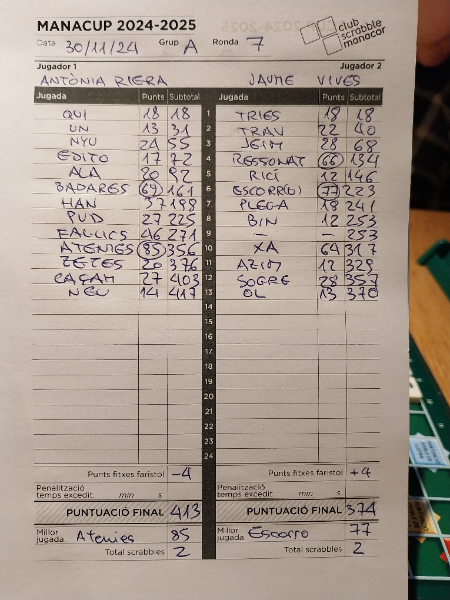 MANACUP 2024-2025
club scrabble manacor
Data 30/11/24 Grup A Ronda 7
Jugador 1 Jugador 2
ANTÒNIA RIERA JAUME VIVES
Jugada Punts Subtotal Jugada Punts Subtotal
QUI 18 18 1 TRIES 18 18
UN 13 31 2 TRAU 22 40
NYU 24 55 3 JEIM 28 68
EDITO 17 72 4 RESSONAT 66 134
ALA 20 92 5 RICÍ 12 146
BADARES 69 161 6 ESCORR(O) 77 223
HAN 37 198 7 PLEGA 18 241
PUD 27 225 8 BIN 12 253
FAL·LICS 46 271 9 - - 253
ATENIES 85 356 10 XA 64 317
ZETES 20 376 11 AZIM 12 329
CAÇAM 27 403 12 SOGRE 28 357
NEU 14 417 13 OL 13 370
14
15
16
17
18
19
20
21
22
23
24
Punts fitxes faristol -4 Punts fitxes faristol +4
Penalització temps excedit min s Penalització temps excedit min s
PUNTUACIÓ FINAL 413 PUNTUACIÓ FINAL 374
Millor jugada Atenies 85 Millor jugada Escorro 77
Total scrabbles 2 Total scrabbles 2